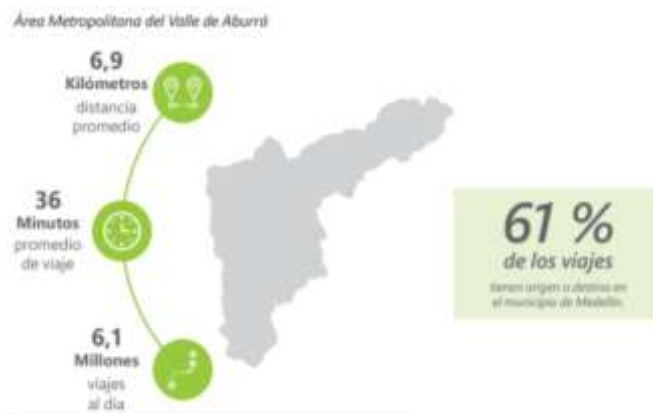 Área Metropolitana del Valle de Aburrá
6,9
Kilómetros
distancia
promedio
36
Minutos
promedio
de viaje
6,1
Millones
viajes
al día
61 %
de los viajes
tienen origen o destino en
el municipio de Medellín.